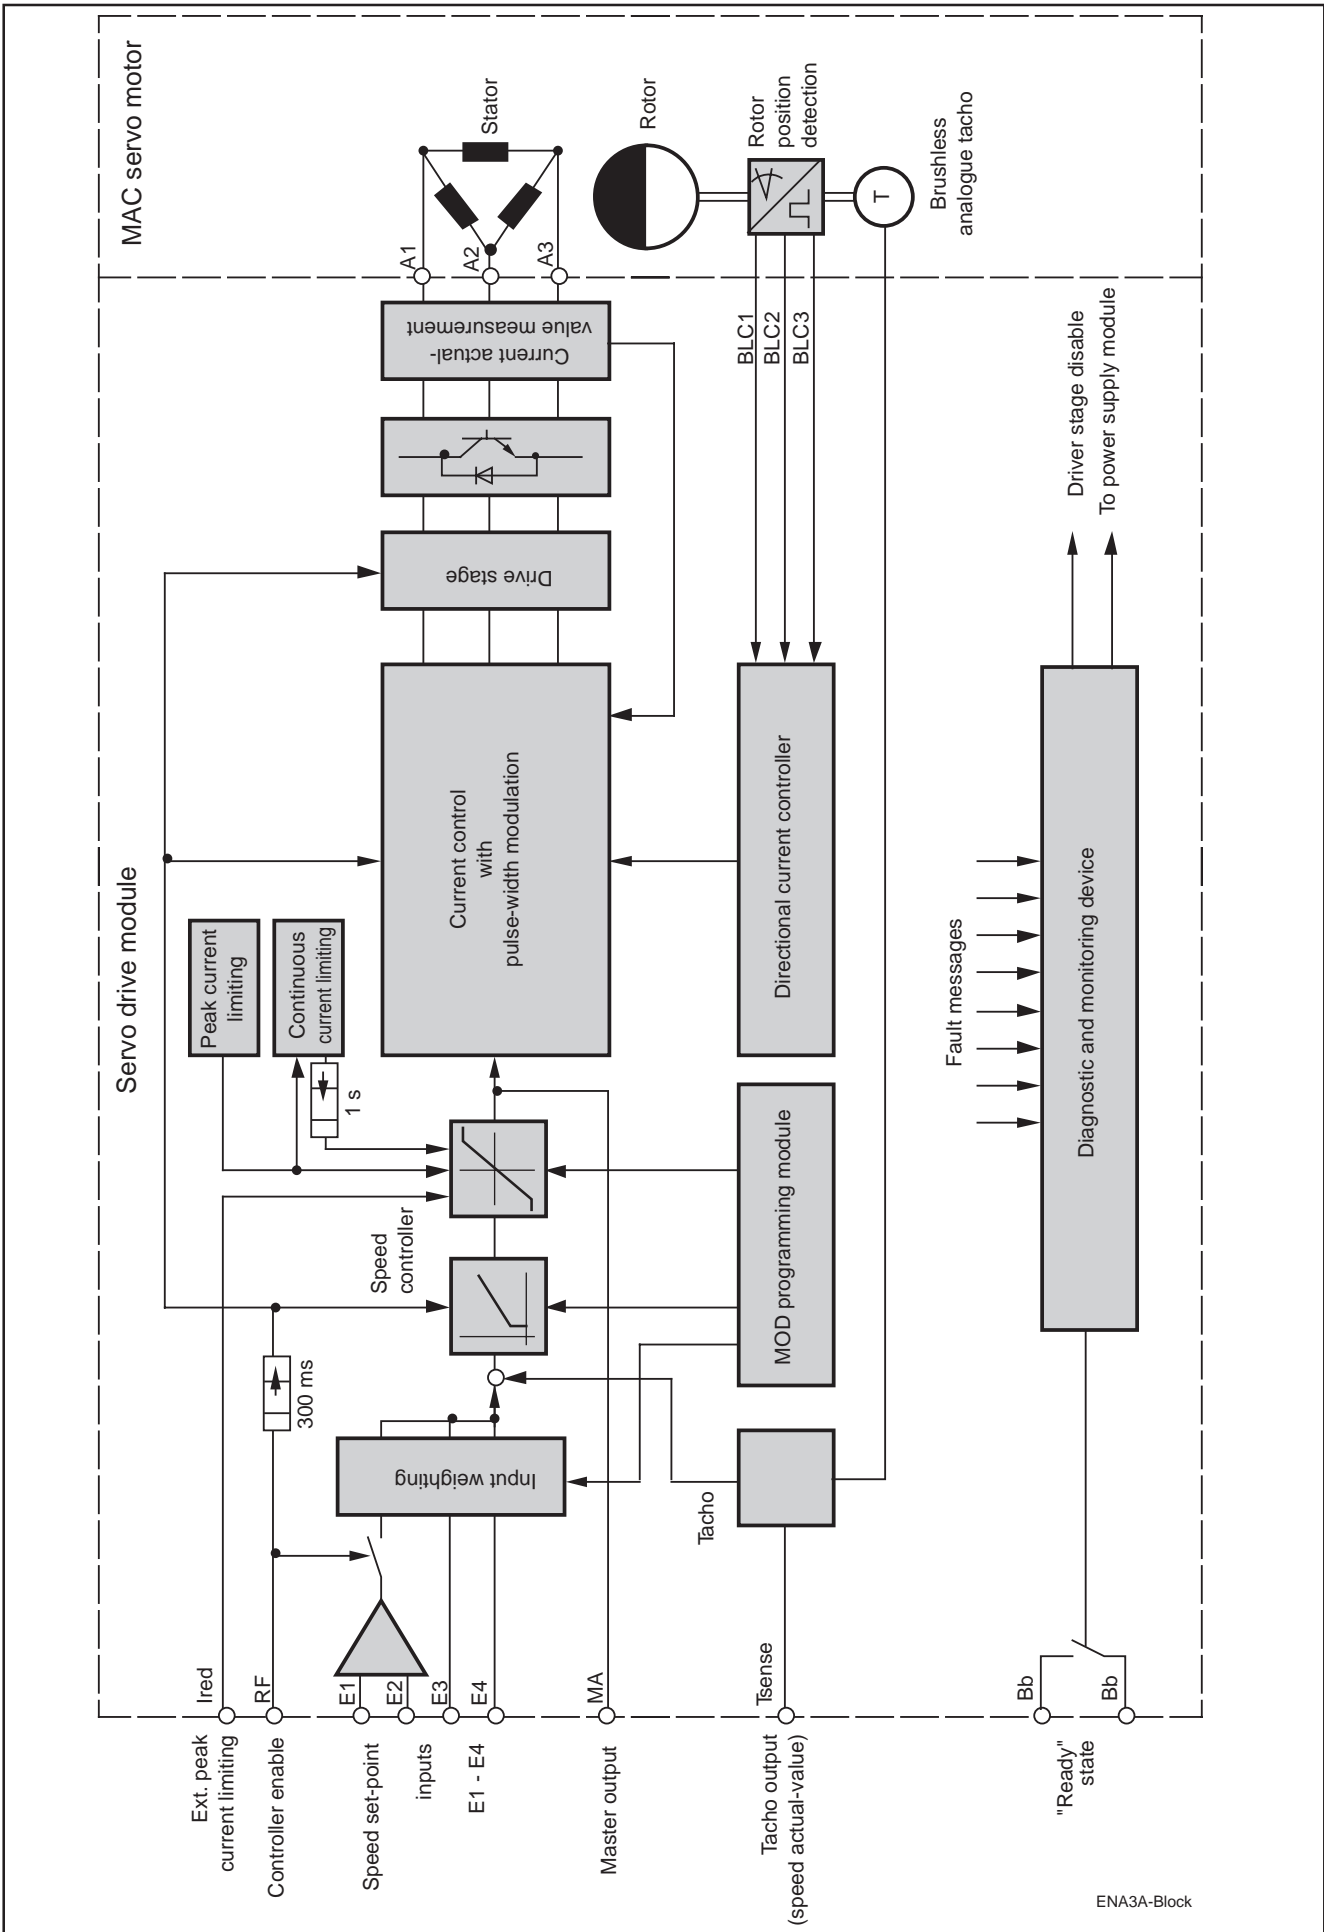 MAC servo motor
Servo drive module
Stator
Rotor
Rotor
position
detection
Brushless
analogue tacho
T
A1
A2
A3
Current actual-
value measurement
BLC1
BLC2
BLC3
Driver stage disable
To power supply module
Drive stage
Current control
with
pulse-width modulation
Directional current controller
Peak current
limiting
Continuous
current limiting
1 s
Fault messages
Diagnostic and monitoring device
Speed
controller
MOD programming module
300 ms
Input weighting
Tacho
Ired
RF
E1
E2
E3
E4
MA
Tsense
Bb
Bb
Ext. peak
current limiting
Controller enable
Speed set-point
inputs
E1 - E4
Master output
Tacho output
(speed actual-value)
"Ready"
state
ENA3A-Block